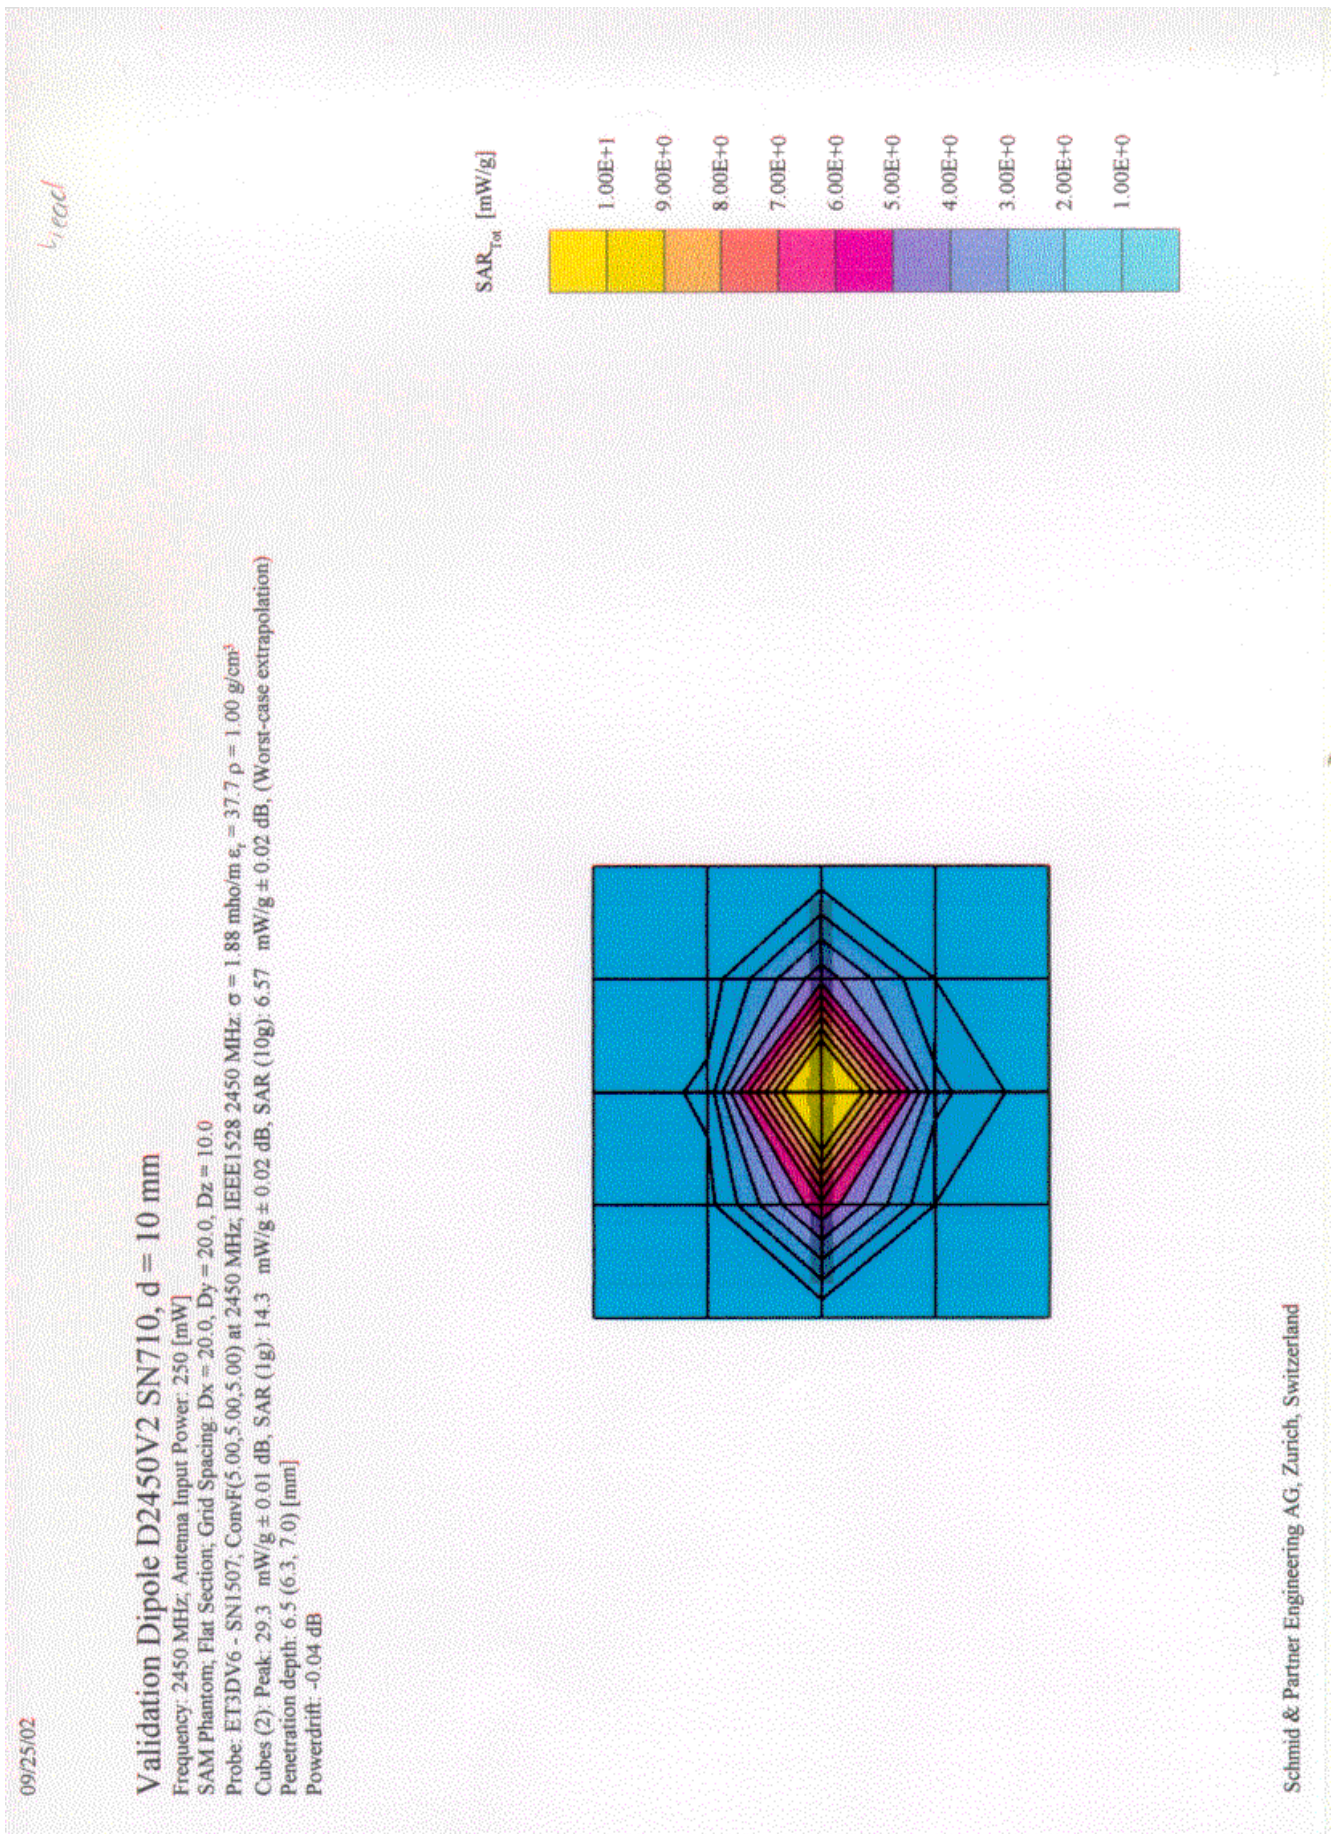 09/25/02
head
Validation Dipole D2450V2 SN710, d = 10 mm
Frequency: 2450 MHz; Antenna Input Power: 250 [mW]
SAM Phantom; Flat Section; Grid Spacing: Dx = 20.0, Dy = 20.0, Dz = 10.0
Probe: ET3DV6 - SN1507; ConvF(5.00,5.00,5.00) at 2450 MHz; IEEE1528 2450 MHz: σ = 1.88 mho/m εr = 37.7 ρ = 1.00 g/cm³
Cubes (2): Peak: 29.3 mW/g ± 0.01 dB, SAR (1g): 14.3 mW/g ± 0.02 dB, SAR (10g): 6.57 mW/g ± 0.02 dB, (Worst-case extrapolation)
Penetration depth: 6.5 (6.3, 7.0) [mm]
Powerdrift: -0.04 dB
SARTot [mW/g]
1.00E+1
9.00E+0
8.00E+0
7.00E+0
6.00E+0
5.00E+0
4.00E+0
3.00E+0
2.00E+0
1.00E+0
Schmid & Partner Engineering AG, Zurich, Switzerland